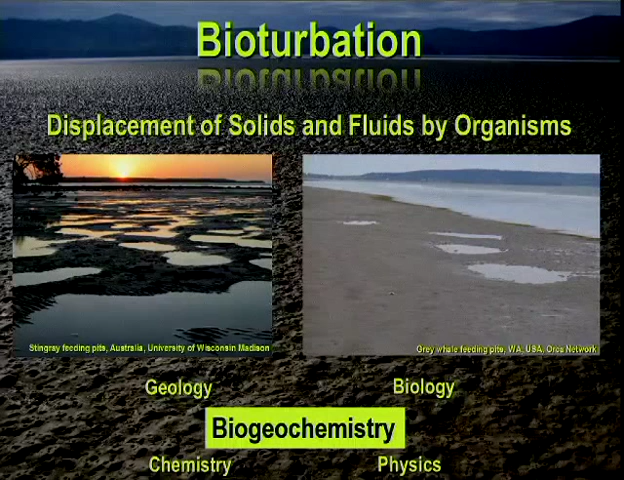 Bioturbation
Displacement of Solids and Fluids by Organisms
Stingray feeding pits, Australia, University of Wisconsin Madison
Grey whale feeding pits, WA, USA, Orca Network
Geology
Biology
Biogeochemistry
Chemistry
Physics